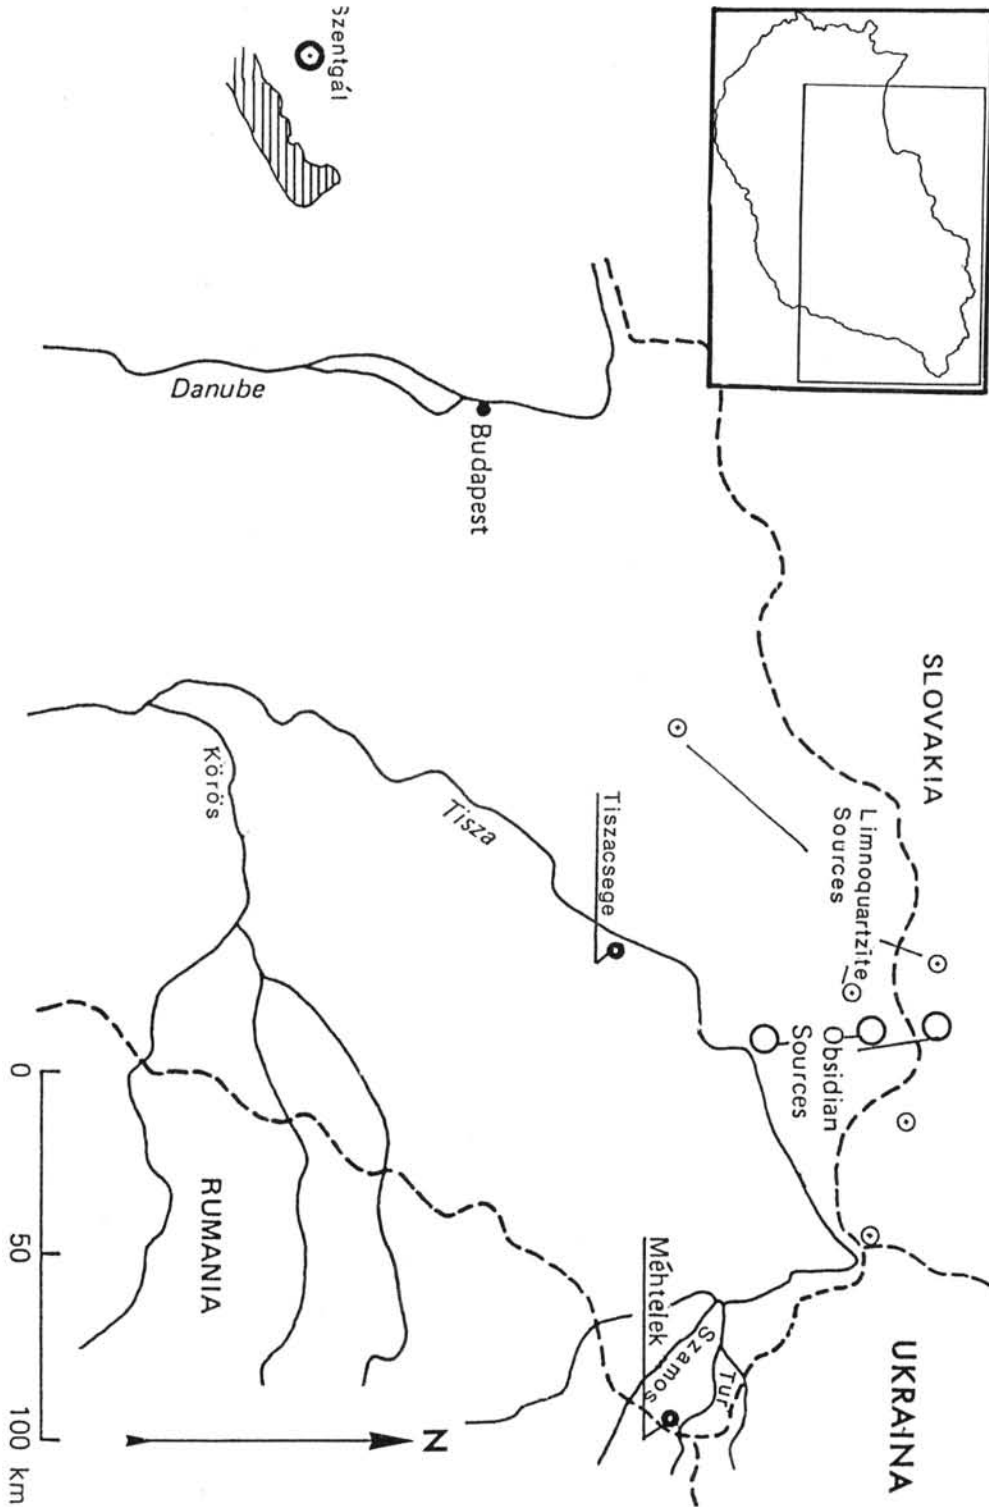 SLOVAKIA
UKRAINA
Limnoquartzite
Sources
Obsidian
Sources
Szentgál
Budapest
Danube
Tiszacsege
Tisza
Körös
Méhtelek
Szamos
Tur
RUMANIA
N
0 50 100 km